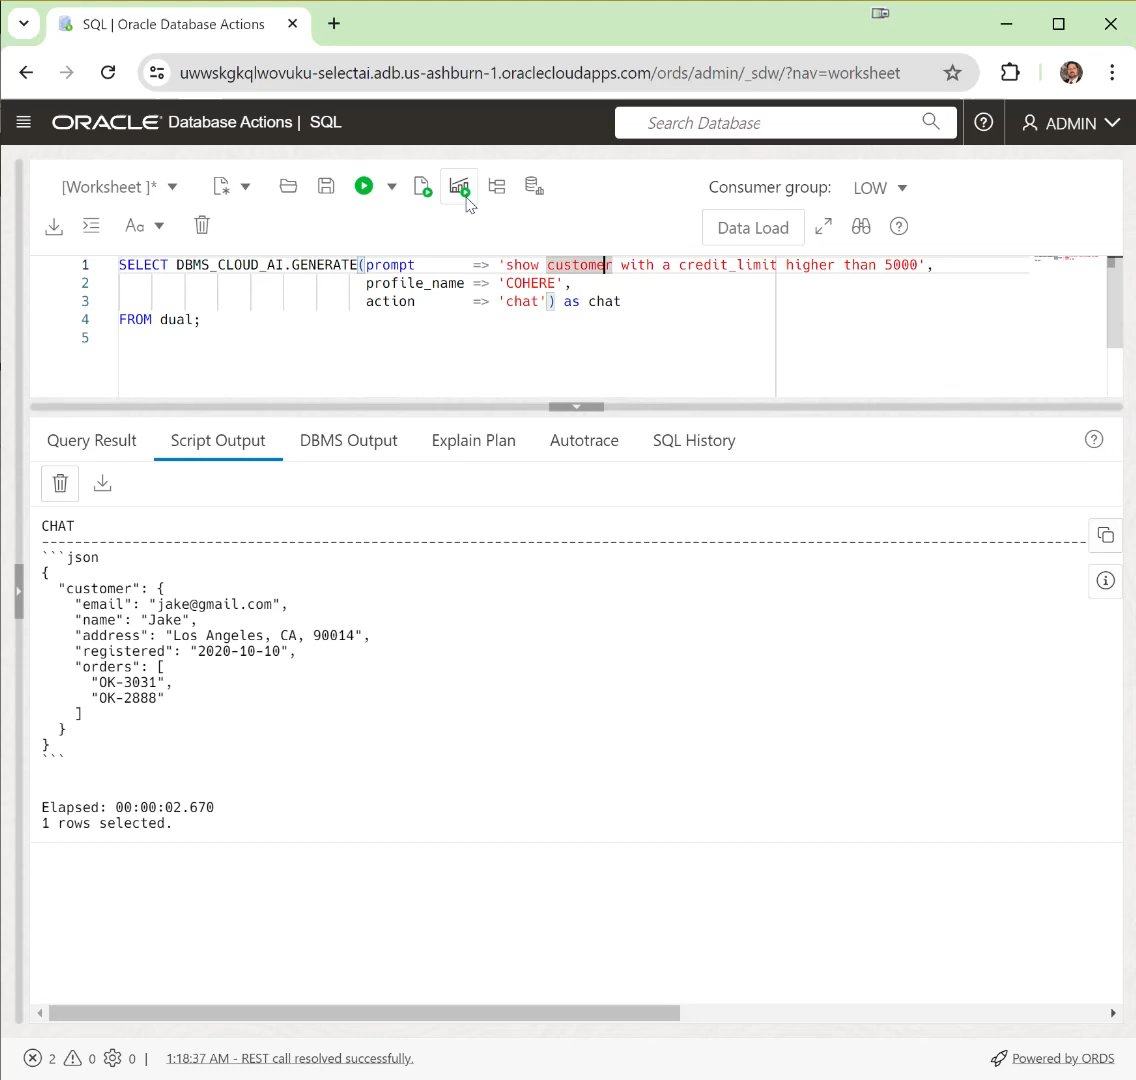 SQL | Oracle Database Actions
uwwskgkqlwovuku-selectai.adb.us-ashburn-1.oraclecloudapps.com/ords/admin/_sdw/?nav=worksheet
ORACLE Database Actions | SQL
Search Database
ADMIN
[Worksheet ]*
Consumer group: LOW
Aa
Data Load
1 SELECT DBMS_CLOUD_AI.GENERATE(prompt => 'show customer with a credit_limit higher than 5000',
2 profile_name => 'COHERE',
3 action => 'chat') as chat
4 FROM dual;
5
Query Result Script Output DBMS Output Explain Plan Autotrace SQL History
CHAT
--------------------------------------------------------------------------------------------------------------------------------
```json
{
"customer": {
"email": "jake@gmail.com",
"name": "Jake",
"address": "Los Angeles, CA, 90014",
"registered": "2020-10-10",
"orders": [
"OK-3031",
"OK-2888"
]
}
}
```
Elapsed: 00:00:02.670
1 rows selected.
2 0 0 | 1:18:37 AM - REST call resolved successfully.
Powered by ORDS